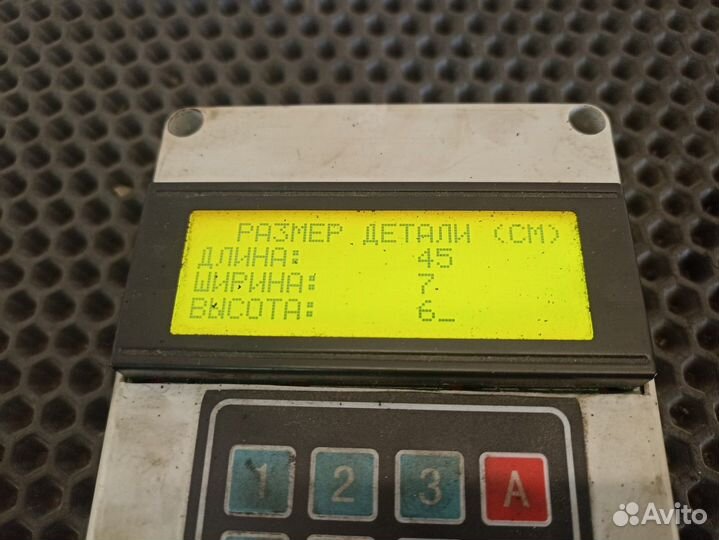 РАЗМЕР ДЕТАЛИ (СМ)
ДЛИНА: 45
ШИРИНА: 7
ВЫСОТА: 6_
1 2 3 A
Avito